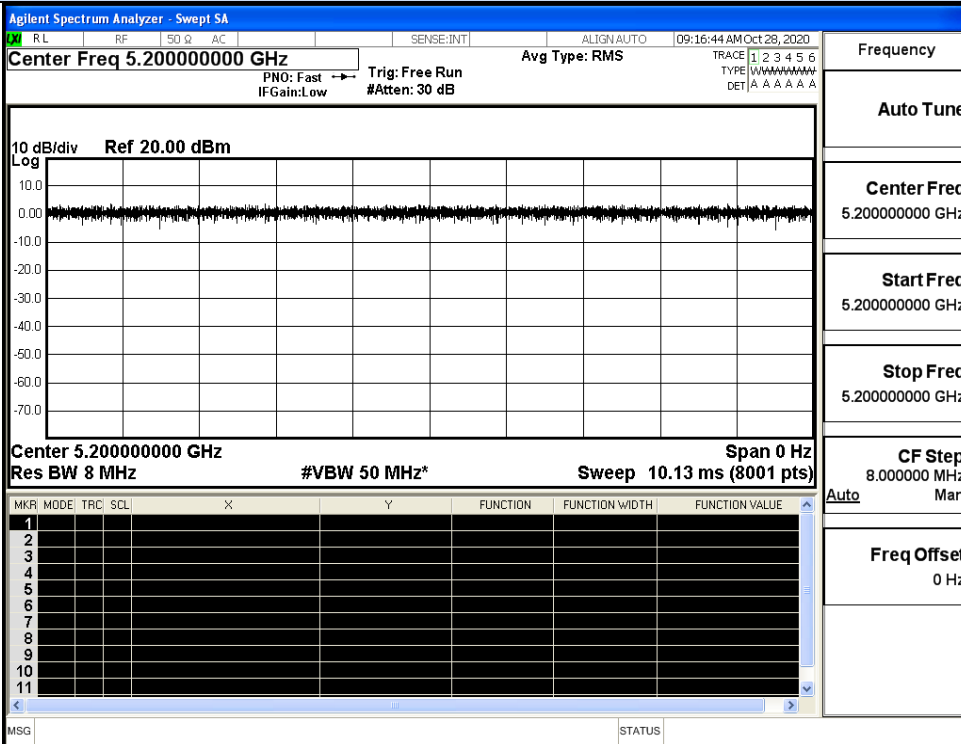 Agilent Spectrum Analyzer - Swept SA
LXI RL RF 50 Ω AC SENSE:INT ALIGN AUTO 09:16:44 AM Oct 28, 2020
Center Freq 5.200000000 GHz
PNO: Fast
IFGain:Low
Trig: Free Run
#Atten: 30 dB
Avg Type: RMS
TRACE 1 2 3 4 5 6
TYPE WWWWWW
DET A A A A A A
10 dB/div Ref 20.00 dBm
Log
10.0
0.00
-10.0
-20.0
-30.0
-40.0
-50.0
-60.0
-70.0
Center 5.200000000 GHz Span 0 Hz
Res BW 8 MHz #VBW 50 MHz* Sweep 10.13 ms (8001 pts)
MKR MODE TRC SCL X Y FUNCTION FUNCTION WIDTH FUNCTION VALUE
1
2
3
4
5
6
7
8
9
10
11
MSG STATUS
Frequency
Auto Tune
Center Freq
5.200000000 GHz
Start Freq
5.200000000 GHz
Stop Freq
5.200000000 GHz
CF Step
8.000000 MHz
Auto Man
Freq Offset
0 Hz